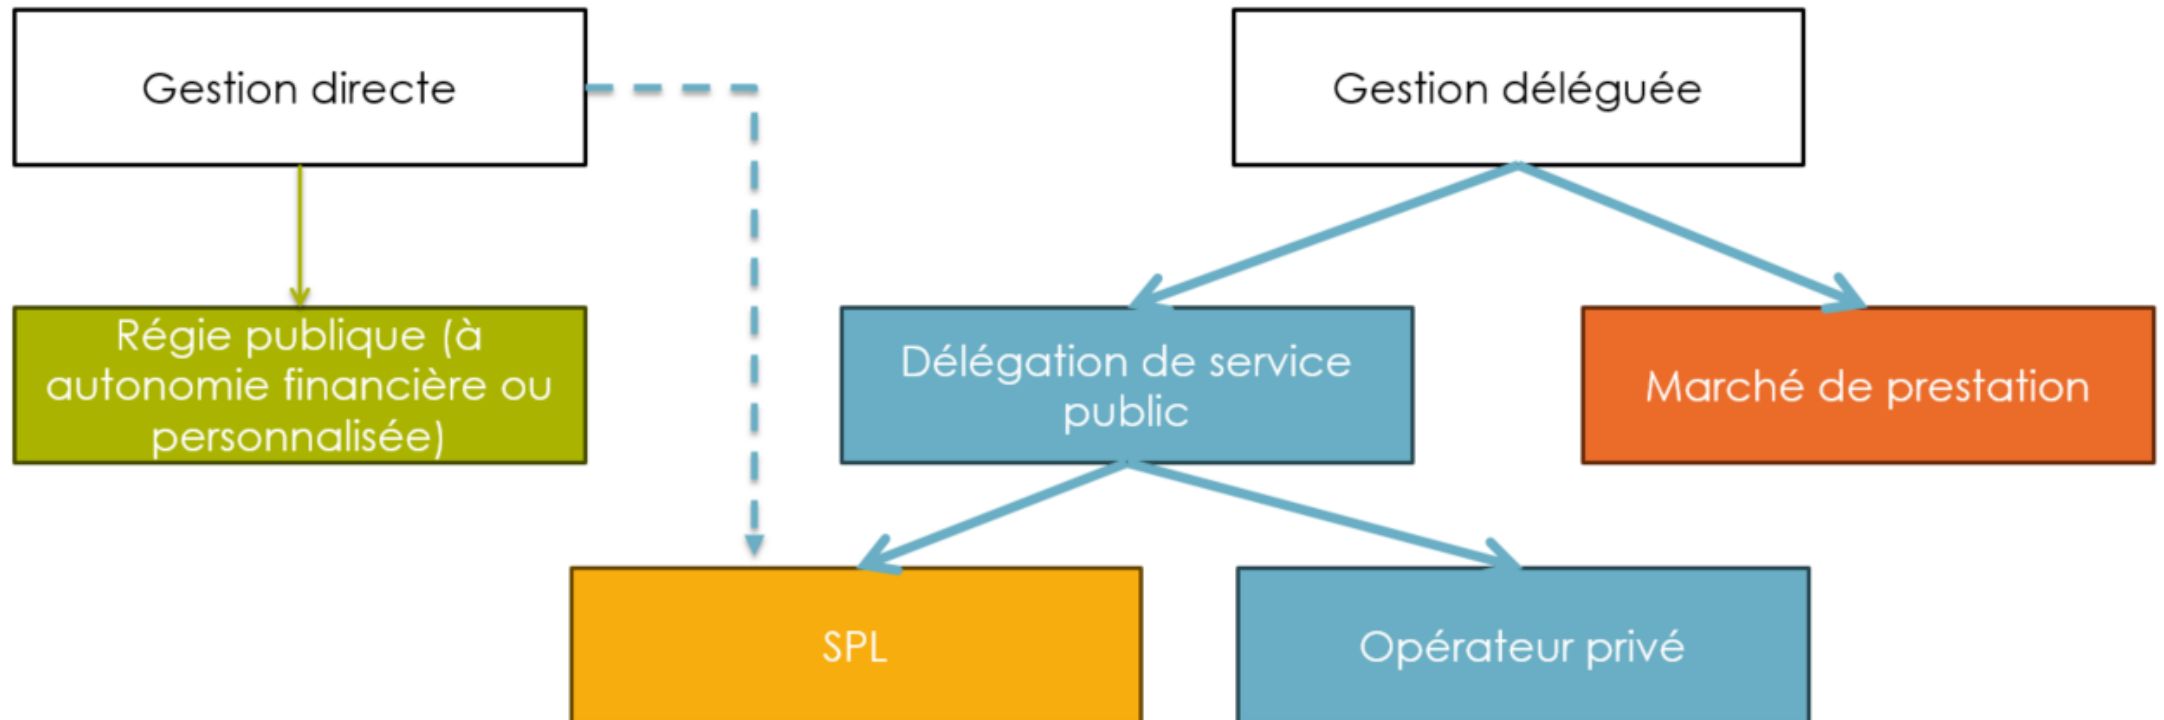 Gestion directe
Gestion déléguée
Régie publique (à
autonomie financière ou
personnalisée)
Délégation de service
public
Marché de prestation
SPL
Opérateur privé